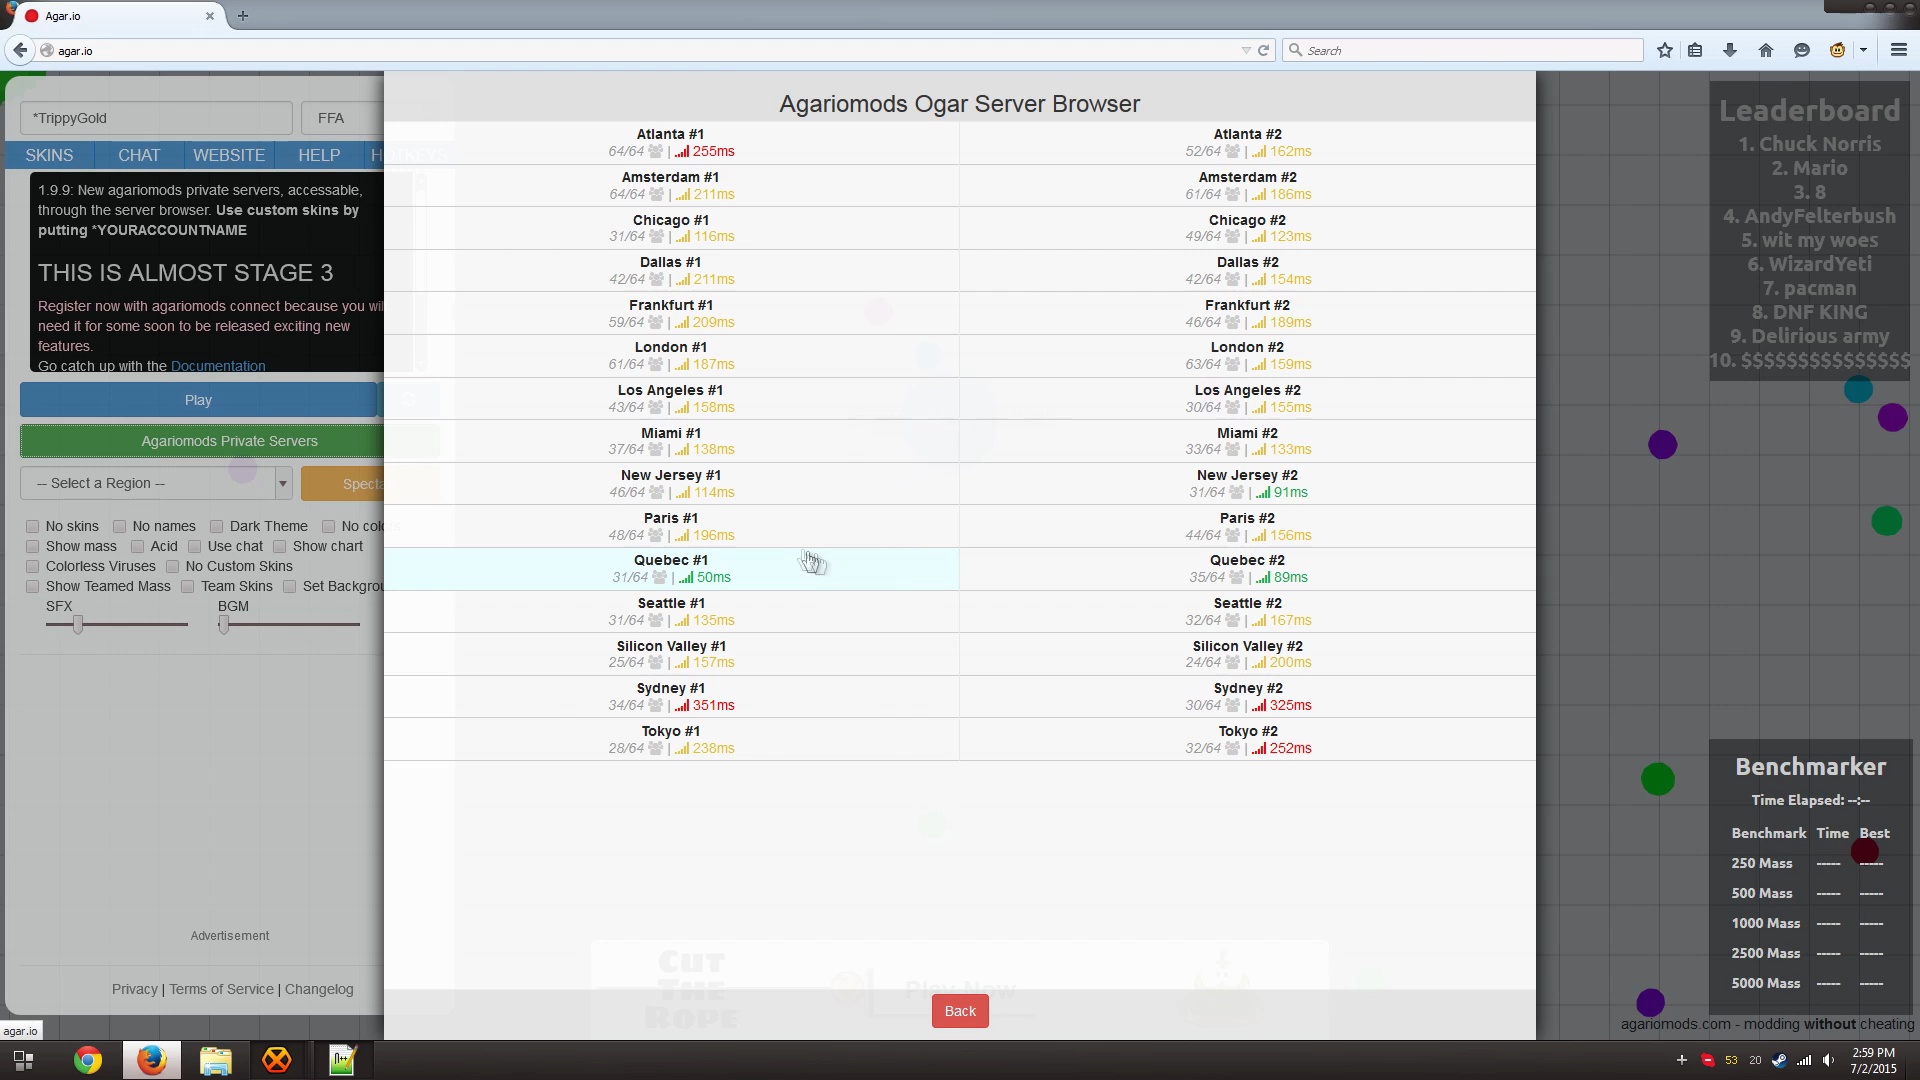 Agar.io
agar.io
Search
*TrippyGold
FFA
SKINS CHAT WEBSITE HELP HOTKEYS
1.9.9: New agariomods private servers, accessable,
through the server browser. Use custom skins by
putting *YOURACCOUNTNAME
THIS IS ALMOST STAGE 3
Register now with agariomods connect because you will
need it for some soon to be released exciting new
features.
Go catch up with the Documentation
Play
Agariomods Private Servers
-- Select a Region --
Specta
No skins No names Dark Theme No colors
Show mass Acid Use chat Show chart
Colorless Viruses No Custom Skins
Show Teamed Mass Team Skins Set Backgrou
SFX BGM
Advertisement
Privacy | Terms of Service | Changelog
agar.io
Agariomods Ogar Server Browser
Atlanta #1
64/64 | 255ms
Atlanta #2
52/64 | 162ms
Amsterdam #1
64/64 | 211ms
Amsterdam #2
61/64 | 186ms
Chicago #1
31/64 | 116ms
Chicago #2
49/64 | 123ms
Dallas #1
42/64 | 211ms
Dallas #2
42/64 | 154ms
Frankfurt #1
59/64 | 209ms
Frankfurt #2
46/64 | 189ms
London #1
61/64 | 187ms
London #2
63/64 | 159ms
Los Angeles #1
43/64 | 158ms
Los Angeles #2
30/64 | 155ms
Miami #1
37/64 | 138ms
Miami #2
33/64 | 133ms
New Jersey #1
46/64 | 114ms
New Jersey #2
31/64 | 91ms
Paris #1
48/64 | 196ms
Paris #2
44/64 | 156ms
Quebec #1
31/64 | 50ms
Quebec #2
35/64 | 89ms
Seattle #1
31/64 | 135ms
Seattle #2
32/64 | 167ms
Silicon Valley #1
25/64 | 157ms
Silicon Valley #2
24/64 | 200ms
Sydney #1
34/64 | 351ms
Sydney #2
30/64 | 325ms
Tokyo #1
28/64 | 238ms
Tokyo #2
32/64 | 252ms
CUT
THE
ROPE
Play Now
Back
Leaderboard
1. Chuck Norris
2. Mario
3. 8
4. AndyFelterbush
5. wit my woes
6. WizardYeti
7. pacman
8. DNF KING
9. Delirious army
10. $$$$$$$$$$$$$$$
Benchmarker
Time Elapsed: --:--
Benchmark Time Best
250 Mass ----- -----
500 Mass ----- -----
1000 Mass ----- -----
2500 Mass ----- -----
5000 Mass ----- -----
agariomods.com - modding without cheating
53 20
2:59 PM
7/2/2015